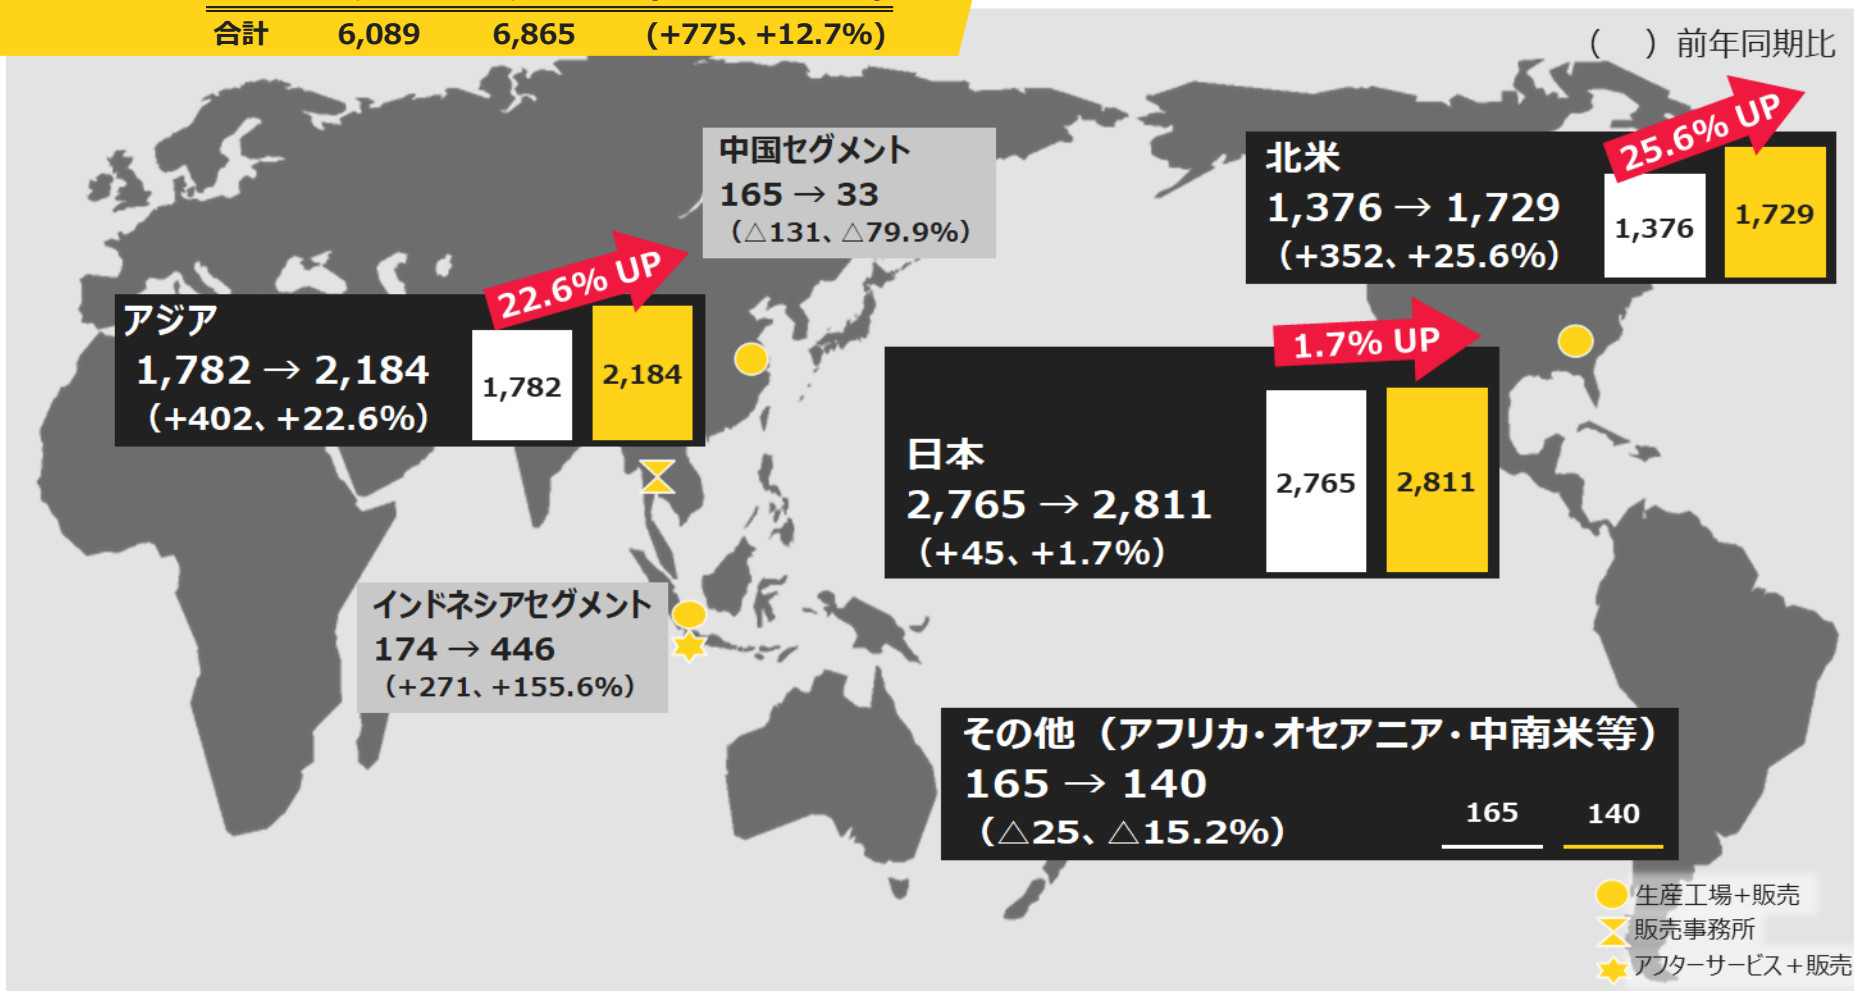 合計 6,089 6,865 (+775、+12.7%)
（　）前年同期比
中国セグメント
165 → 33
（△131、△79.9%）
北米
1,376 → 1,729
（+352、+25.6%）
25.6% UP
1,376
1,729
アジア
1,782 → 2,184
（+402、+22.6%）
22.6% UP
1,782
2,184
日本
2,765 → 2,811
（+45、+1.7%）
1.7% UP
2,765
2,811
インドネシアセグメント
174 → 446
（+271、+155.6%）
その他（アフリカ・オセアニア・中南米等）
165 → 140
（△25、△15.2%）
165
140
生産工場+販売
販売事務所
アフターサービス＋販売